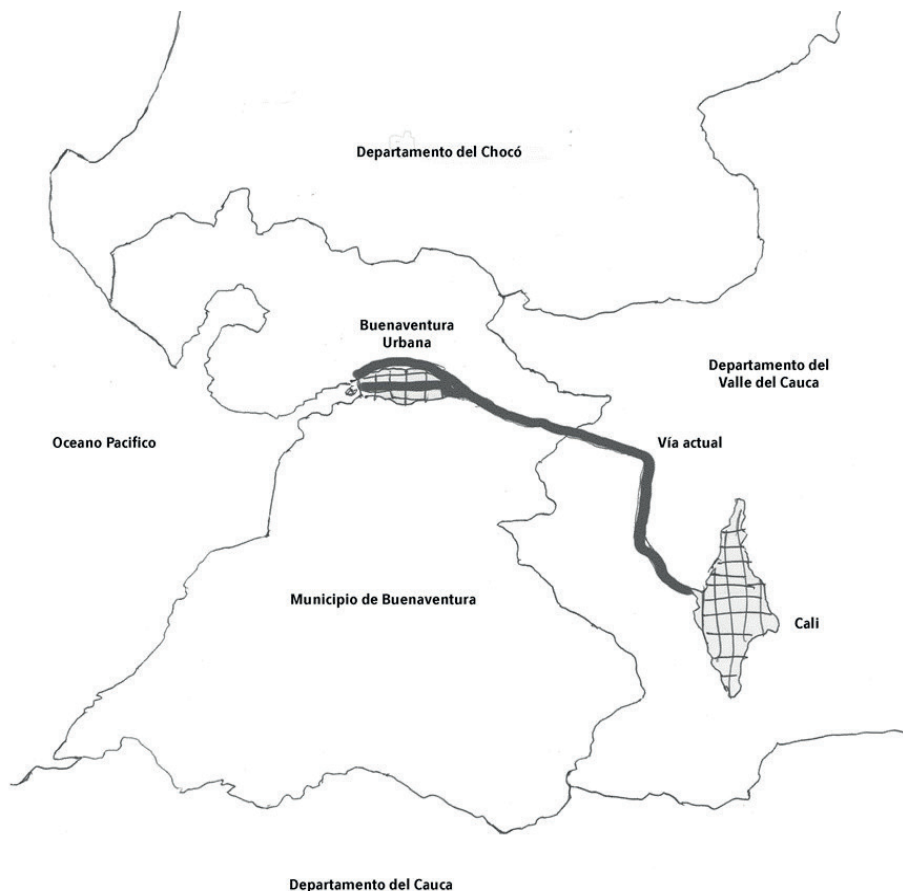 Departamento del Chocó
Buenaventura
Urbana
Departamento del
Valle del Cauca
Oceano Pacifico
Vía actual
Municipio de Buenaventura
Cali
Departamento del Cauca